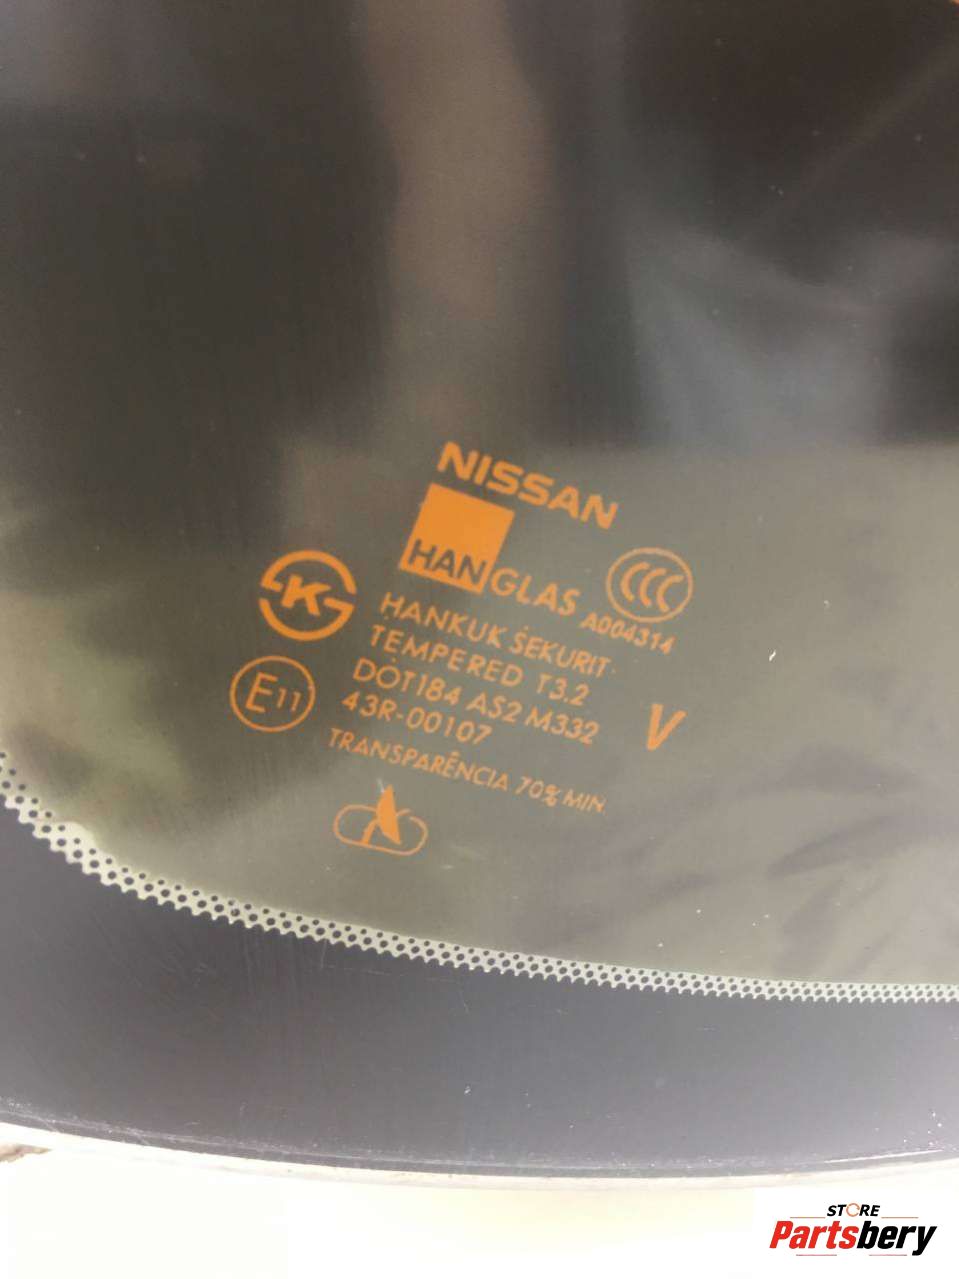 NISSAN
HANGLAS
CCC
A004314
K
HANKUK SEKURIT
TEMPERED T3.2
DOT184 AS2 M332
V
E11
43R-00107
TRANSPARÊNCIA 70% MIN.
STORE
Partsbery